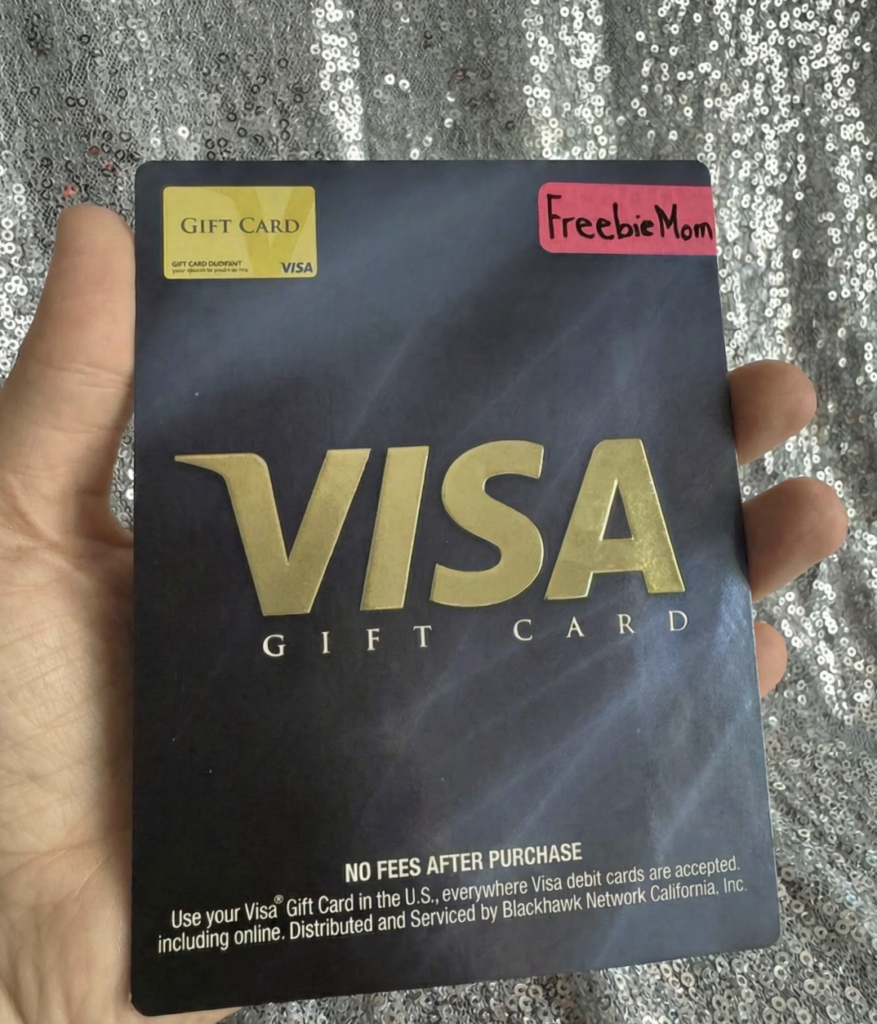 GIFT CARD
FreebieMom
VISA
VISA
GIFT CARD
NO FEES AFTER PURCHASE
Use your Visa® Gift Card in the U.S., everywhere Visa debit cards are accepted.
including online. Distributed and Serviced by Blackhawk Network California, Inc.